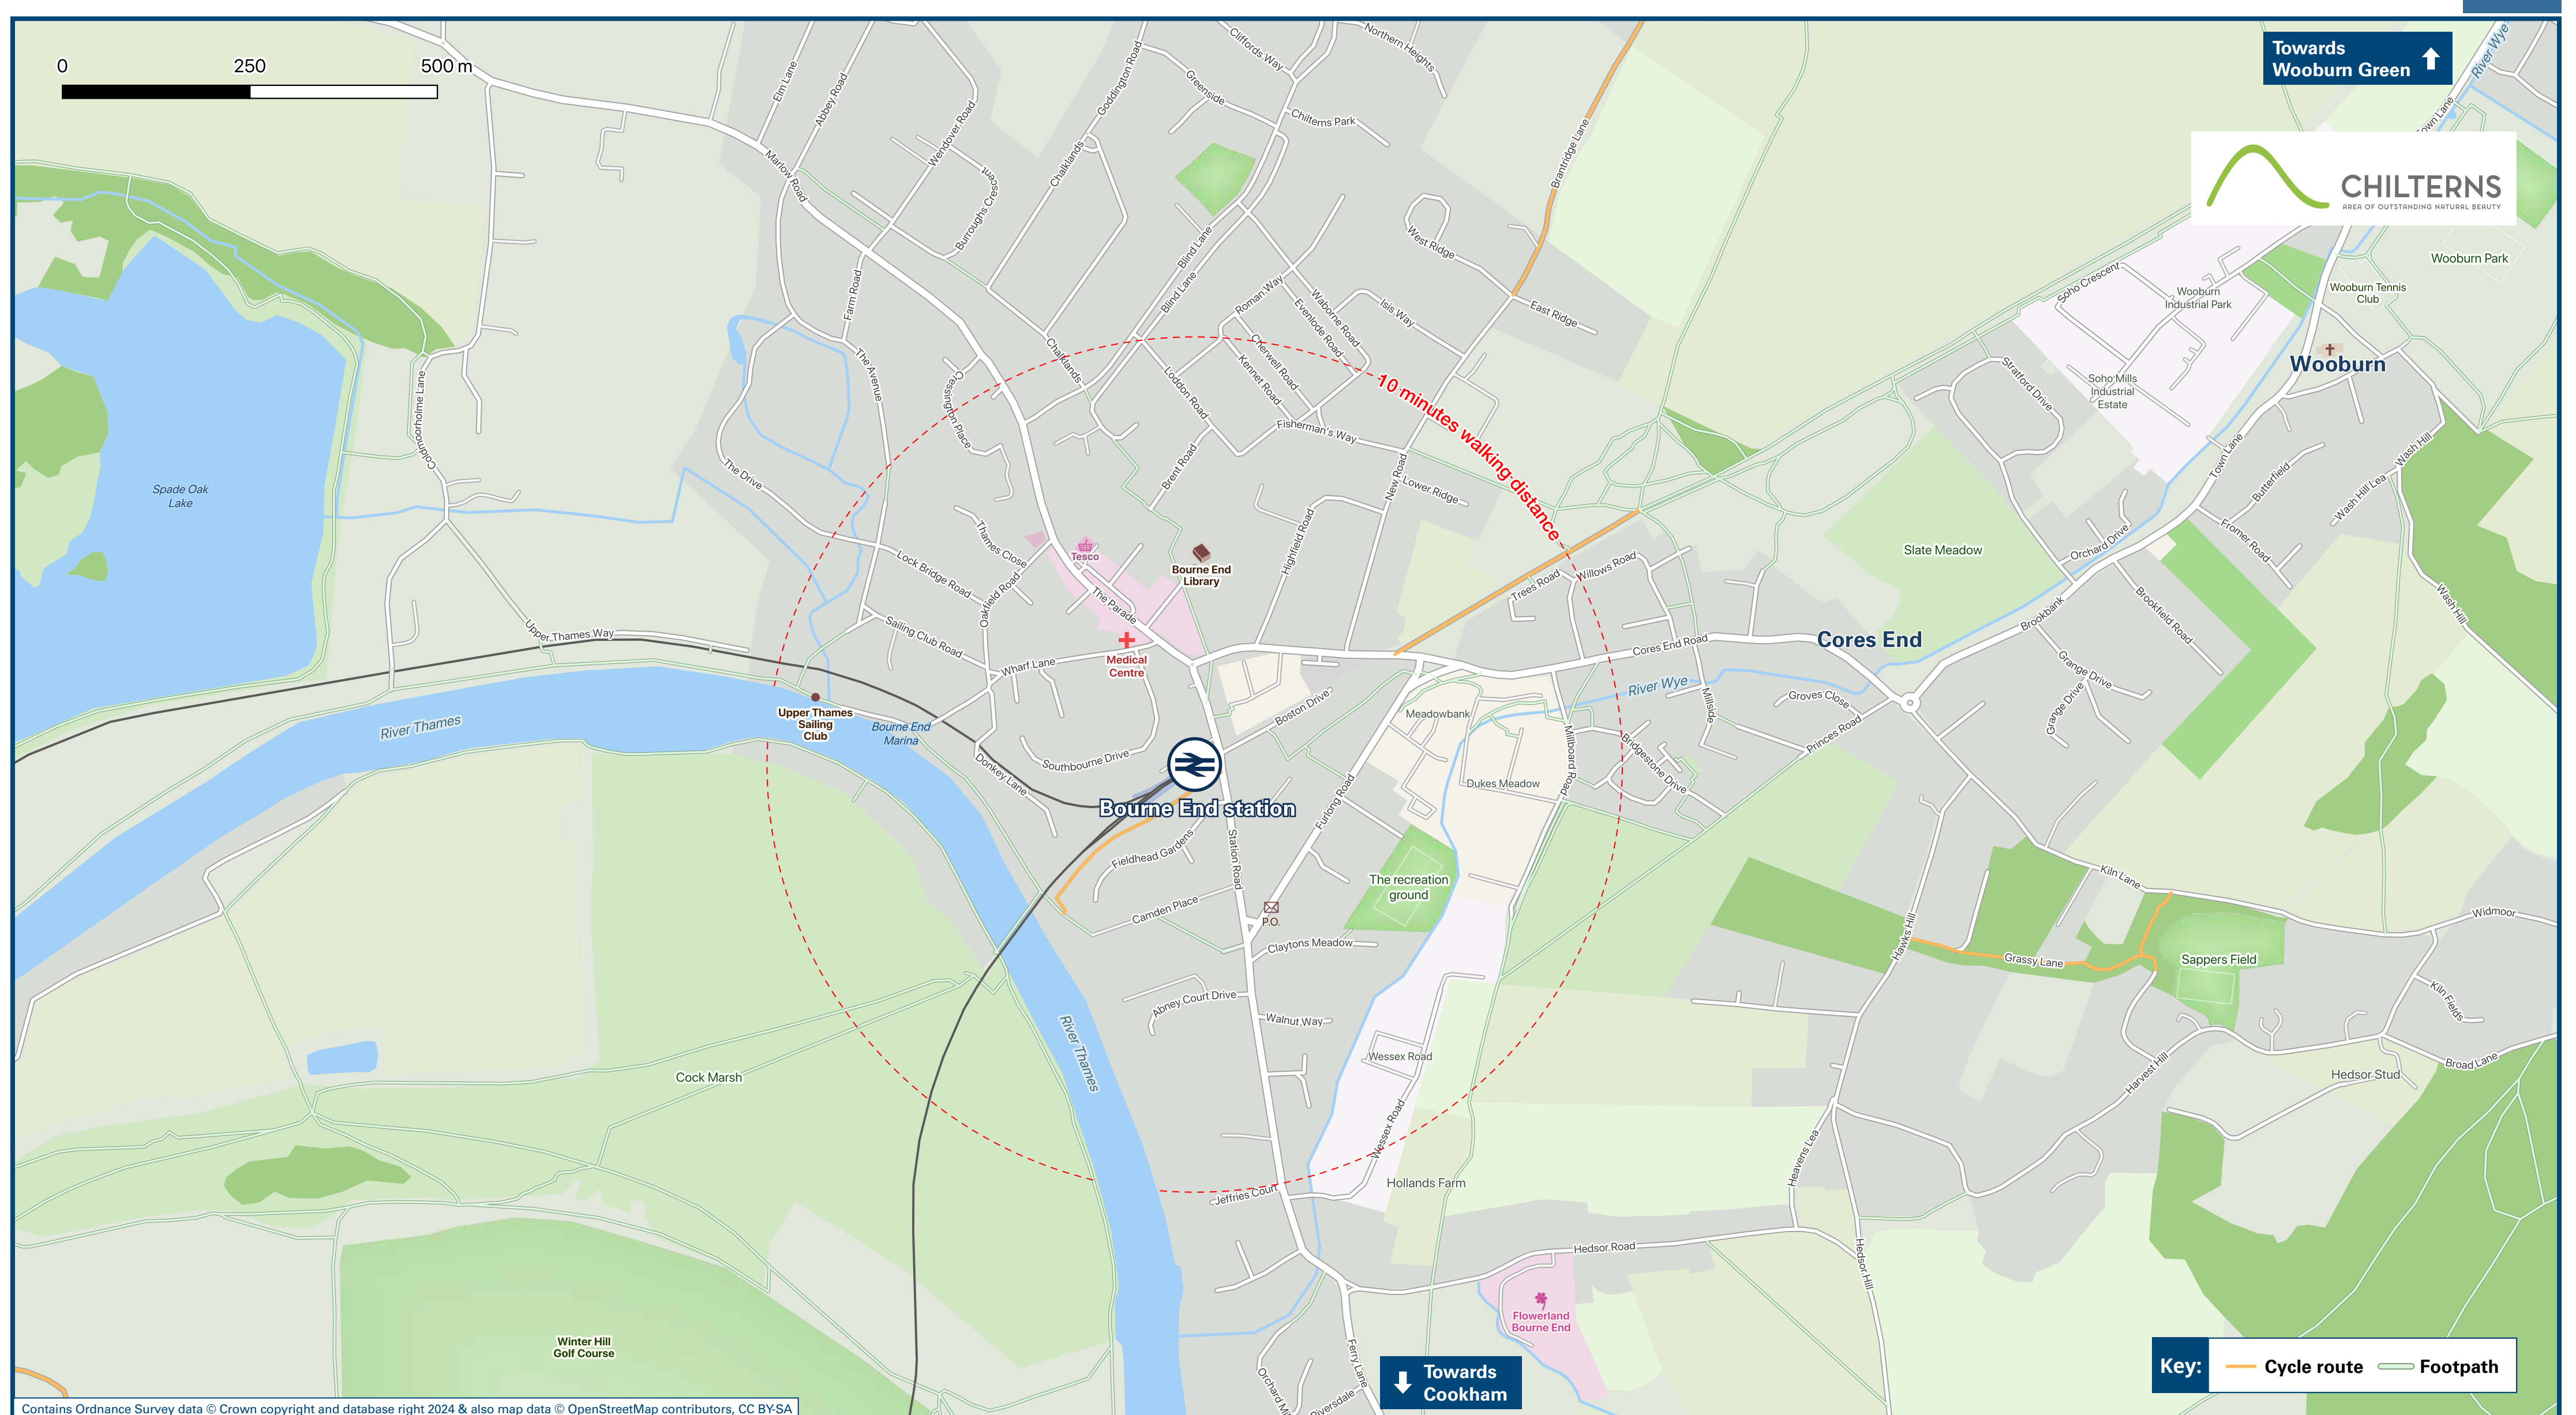 0 250 500 m
Towards
Wooburn Green
River Wye
CHILTERNS
AREA OF OUTSTANDING NATURAL BEAUTY
Cliffords Way
Northern Heights
Elm Lane
Abbey Road
Goddington Road
Greenside
Chilterns Park
Wendover Road
Brantridge Lane
Chalklands
Marlow Road
Burroughs Crescent
Blind Lane
West Ridge
Wooburn Park
Soho Crescent
Wooburn
Industrial Park
Wooburn Tennis
Club
Farm Road
Blind Lane
Roman Way
Waborne Road
Evenlode Road
Isis Way
East Ridge
Wooburn
Chalklands
Cherwell Road
Kennet Road
The Avenue
Coldmoorholme Lane
Cressington Place
Loddon Road
10 minutes walking distance
Stratford Drive
Soho Mills
Industrial
Estate
Fisherman's Way
Wash Hill
Town Lane
The Drive
Brent Road
New Road
Lower Ridge
Butterfield
Wash Hill Lea
Spade Oak
Lake
Thames Close
Highfield Road
Fromer Road
Tesco
Bourne End
Library
Slate Meadow
Orchard Drive
Lock Bridge Road
Oakfield Road
The Parade
Trees Road
Willows Road
Brookbank
Brookfield Road
Wash Hill
Upper Thames Way
Sailing Club Road
Cores End Road
Cores End
Wharf Lane
Medical
Centre
River Wye
Grange Drive
Grange Drive
River Thames
Upper Thames
Sailing
Club
Bourne End
Marina
Boston Drive
Meadowbank
Millside
Groves Close
Princes Road
Millboard Road
Bridgestone Drive
Donkey Lane
Southbourne Drive
Dukes Meadow
Bourne End station
Furlong Road
Fieldhead Gardens
Station Road
The recreation
ground
Kiln Lane
Camden Place
P.O.
Widmoor
Claytons Meadow
Hawks Hill
Grassy Lane
Sappers Field
Abney Court Drive
Walnut Way
Kiln Fields
River Thames
Wessex Road
Broad Lane
Harvest Hill
Hedsor Stud
Cock Marsh
Wessex Road
Heavens Lea
Jeffries Court
Hollands Farm
Hedsor Road
Hedsor Hill
Flowerland
Bourne End
Winter Hill
Golf Course
Ferry Lane
Riversdale
Towards
Cookham
Key: Cycle route Footpath
Contains Ordnance Survey data © Crown copyright and database right 2024 & also map data © OpenStreetMap contributors, CC BY-SA